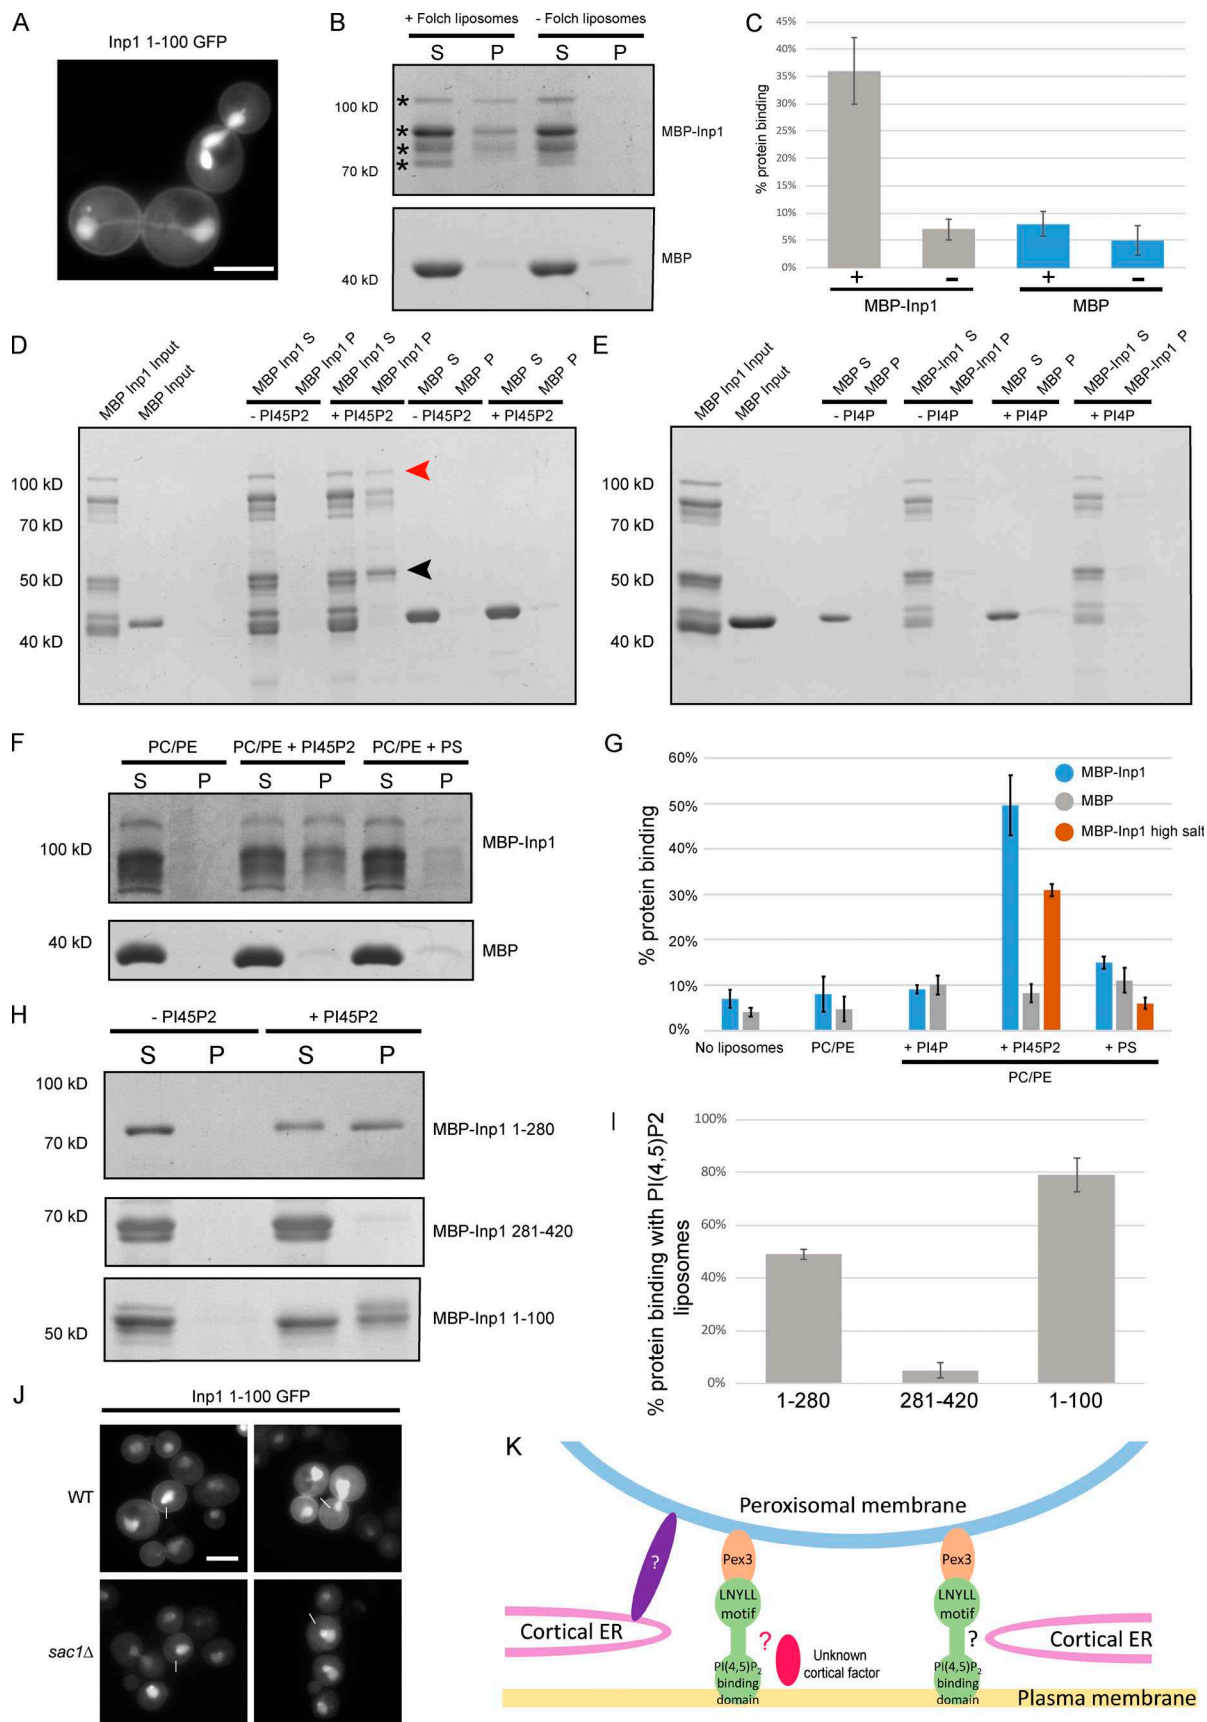 A
Inp1 1-100 GFP
B
+ Folch liposomes
- Folch liposomes
S P S P
100 kD
70 kD
*
*
*
*
MBP-Inp1
40 kD
MBP
C
% protein binding
45%
40%
35%
30%
25%
20%
15%
10%
5%
0%
+ - + -
MBP-Inp1 MBP
D
MBP Inp1 Input
MBP Input
MBP Inp1 S
MBP Inp1 P
MBP Inp1 S
MBP Inp1 P
MBP S
MBP P
MBP S
MBP P
- PI45P2 + PI45P2 - PI45P2 + PI45P2
100 kD
70 kD
50 kD
40 kD
E
MBP Inp1 Input
MBP Input
MBP S
MBP P
MBP-Inp1 S
MBP-Inp1 P
MBP S
MBP P
MBP-Inp1 S
MBP-Inp1 P
- PI4P - PI4P + PI4P + PI4P
100 kD
70 kD
50 kD
40 kD
F
PC/PE PC/PE + PI45P2 PC/PE + PS
S P S P S P
100 kD
MBP-Inp1
40 kD
MBP
G
% protein binding
60%
50%
40%
30%
20%
10%
0%
MBP-Inp1
MBP
MBP-Inp1 high salt
No liposomes PC/PE + PI4P + PI45P2 + PS
PC/PE
H
- PI45P2 + PI45P2
S P S P
100 kD
70 kD
MBP-Inp1 1-280
70 kD
MBP-Inp1 281-420
50 kD
MBP-Inp1 1-100
I
% protein binding with PI(4,5)P2
liposomes
100%
80%
60%
40%
20%
0%
1-280 281-420 1-100
J
Inp1 1-100 GFP
WT
sac1Δ
K
Peroxisomal membrane
?
Pex3
Pex3
LNYLL
motif
LNYLL
motif
Cortical ER
?
?
Cortical ER
Unknown
cortical factor
PI(4,5)P₂
binding
domain
PI(4,5)P₂
binding
domain
Plasma membrane